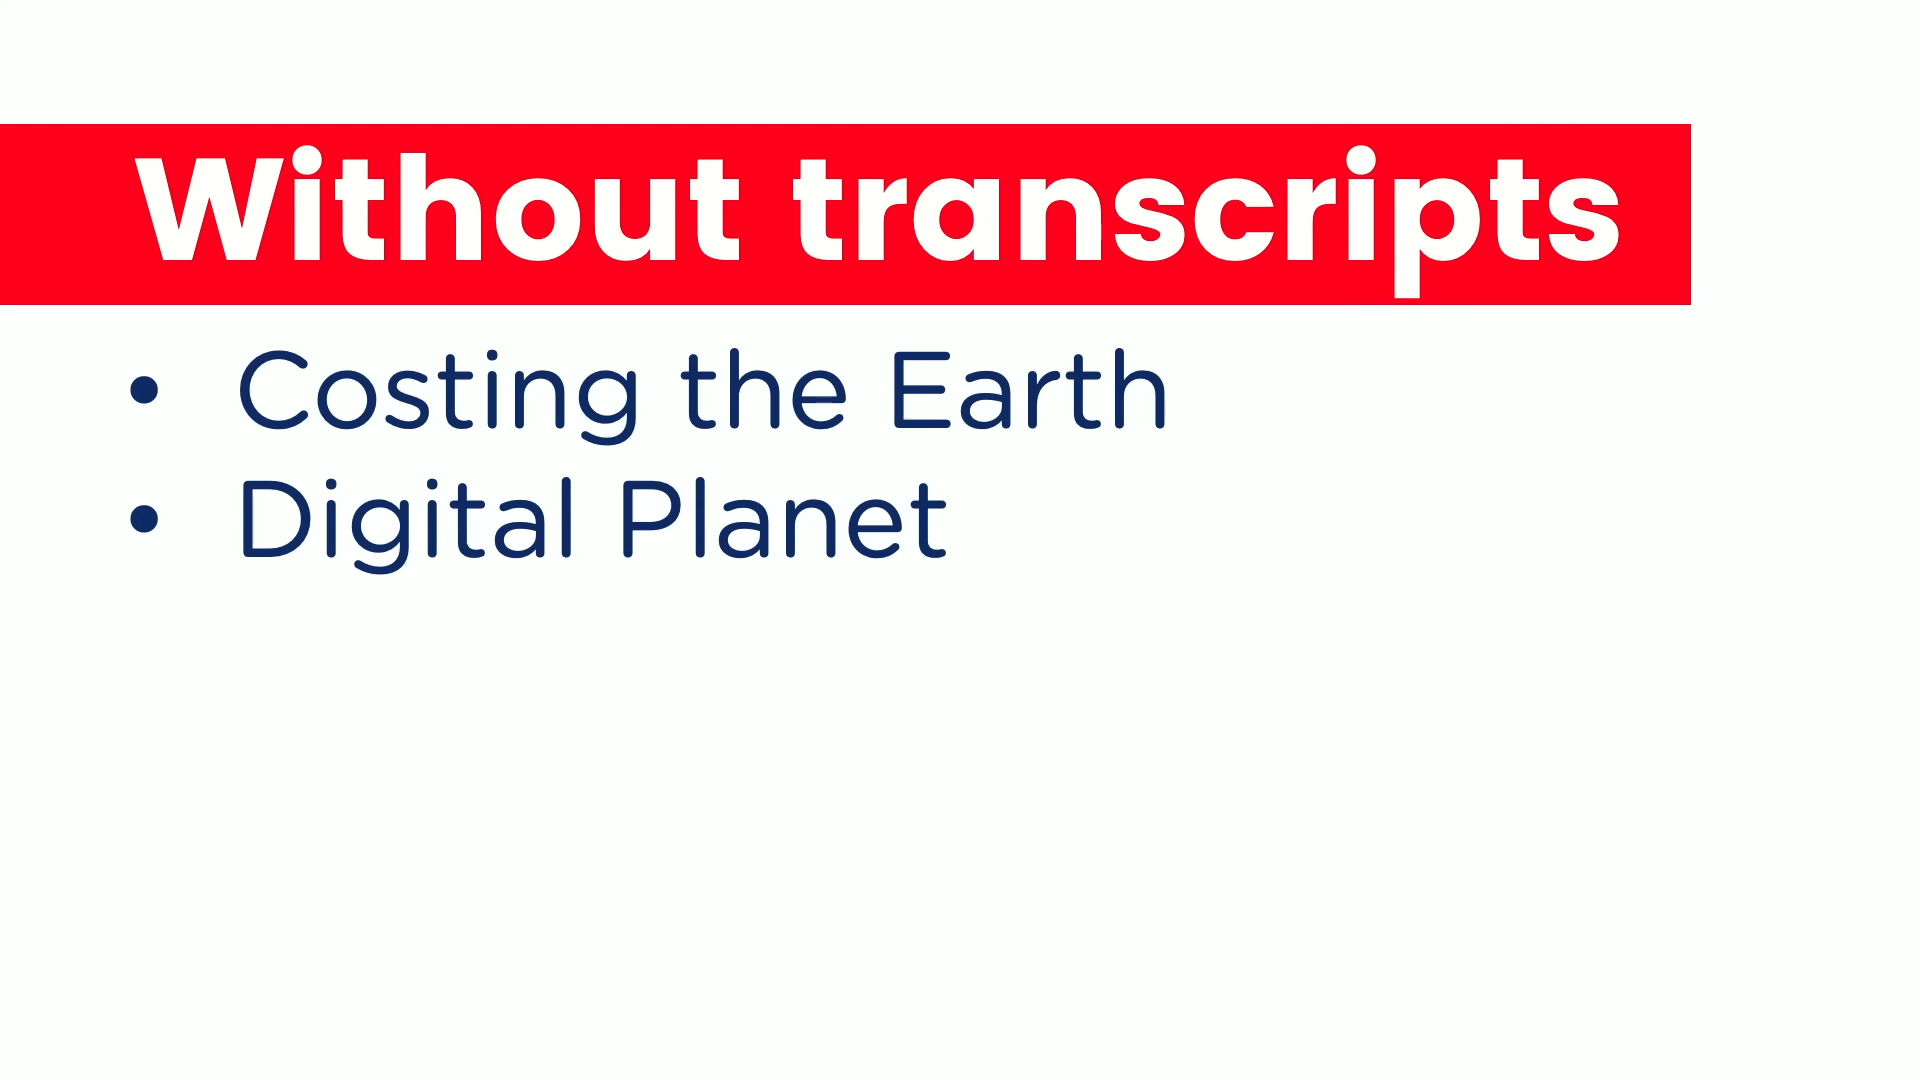 Without transcripts
• Costing the Earth
• Digital Planet